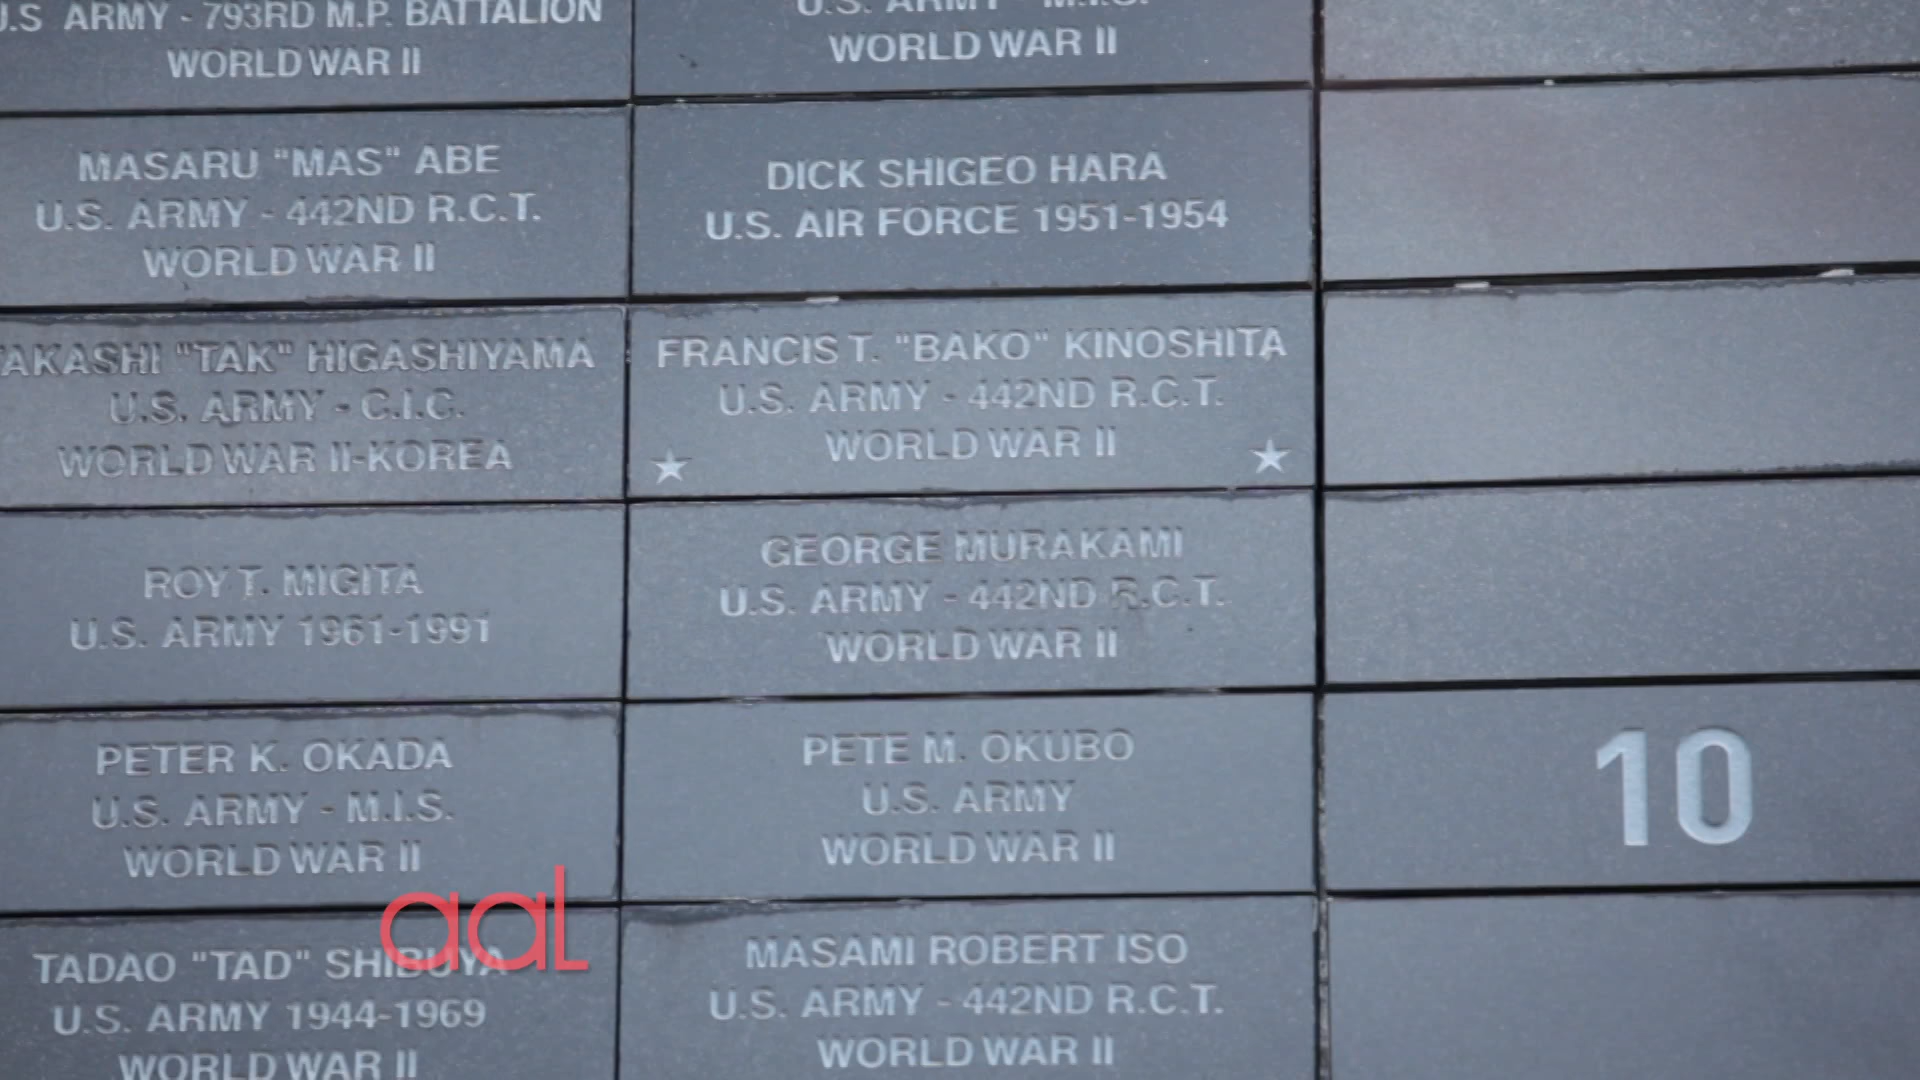 U.S ARMY - 793RD M.P. BATTALION
WORLD WAR II
MASARU "MAS" ABE
U.S. ARMY - 442ND R.C.T.
WORLD WAR II
TAKASHI "TAK" HIGASHIYAMA
U.S. ARMY - C.I.C.
WORLD WAR II-KOREA
ROY T. MIGITA
U.S. ARMY 1961-1991
PETER K. OKADA
U.S. ARMY - M.I.S.
WORLD WAR II
TADAO "TAD" SHIBUYA
U.S. ARMY 1944-1969
WORLD WAR II
U.S. ARMY - M.I.S.
WORLD WAR II
DICK SHIGEO HARA
U.S. AIR FORCE 1951-1954
FRANCIS T. "BAKO" KINOSHITA
U.S. ARMY - 442ND R.C.T.
WORLD WAR II
GEORGE MURAKAMI
U.S. ARMY - 442ND R.C.T.
WORLD WAR II
PETE M. OKUBO
U.S. ARMY
WORLD WAR II
MASAMI ROBERT ISO
U.S. ARMY - 442ND R.C.T.
WORLD WAR II
10
aaL